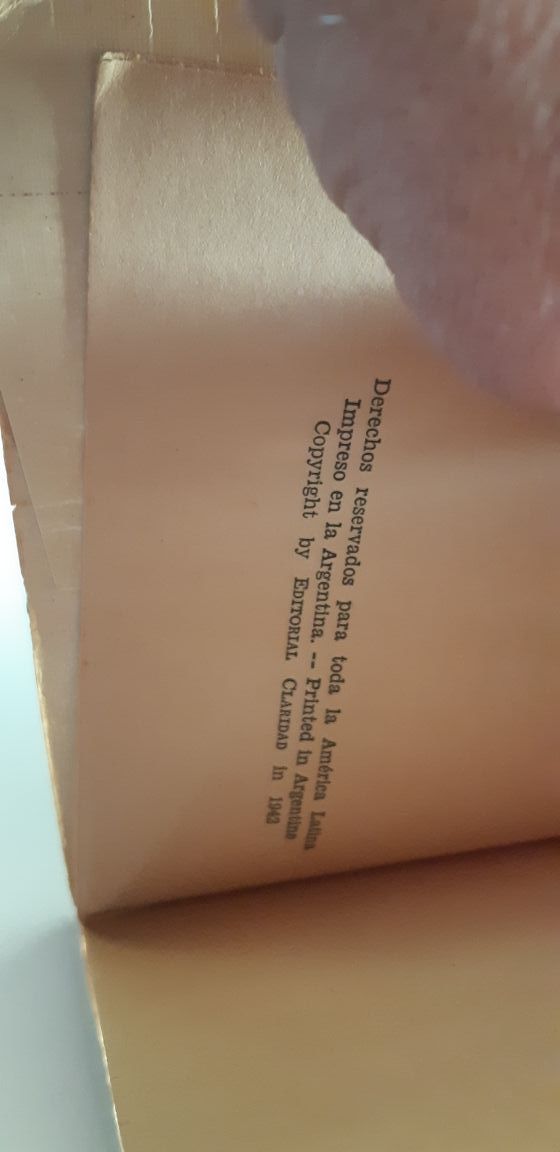 Derechos reservados para toda la América Latina
Impreso en la Argentina. -- Printed in Argentine
Copyright by EDITORIAL CLARIDAD in 1942